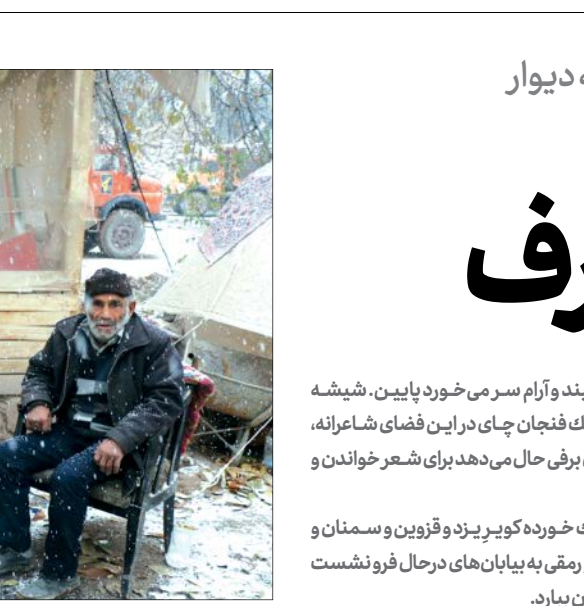 دیوار
بند و آرام سر می‌خورد پایین. شیشه
فنجان چای در این فضای شاعرانه،
برفی حال می‌دهد برای شعر خواندن و
خورده کویر یزد و قزوین و سمنان و
رمقی به بیابان‌های درحال فرونشست
ببارد.